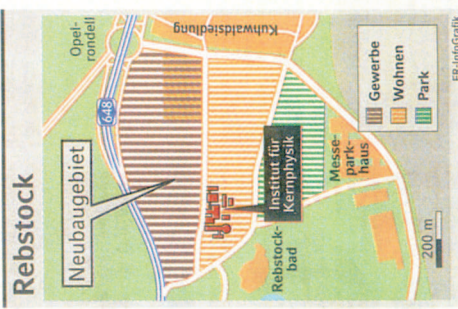 Rebstock
Neubaugebiet
Opel-
rondell
648
Kuhwaldsiedlung
Institut für
Kernphysik
Rebstock-
bad
Messe-
park-
haus
Gewerbe
Wohnen
Park
200 m
FR-InfoGrafik